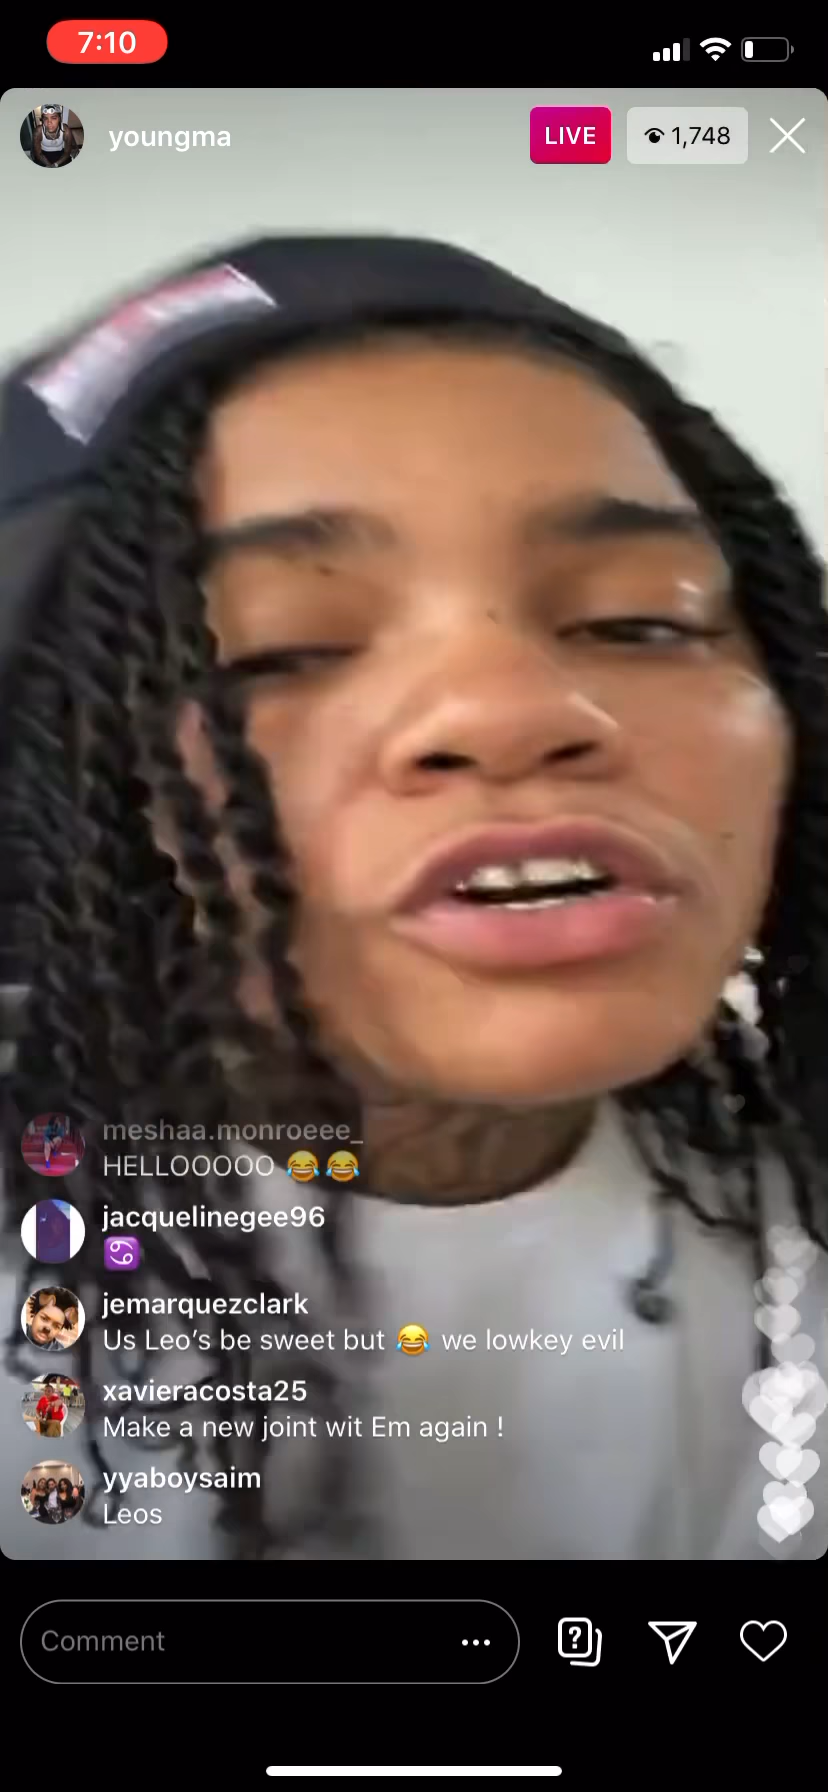 7:10
youngma
LIVE
1,748
meshaa.monroeee_
HELLOOOOO 😂😂
jacquelinegee96
♋
jemarquezclark
Us Leo’s be sweet but 😂 we lowkey evil
xavieracosta25
Make a new joint wit Em again !
yyaboysaim
Leos
Comment